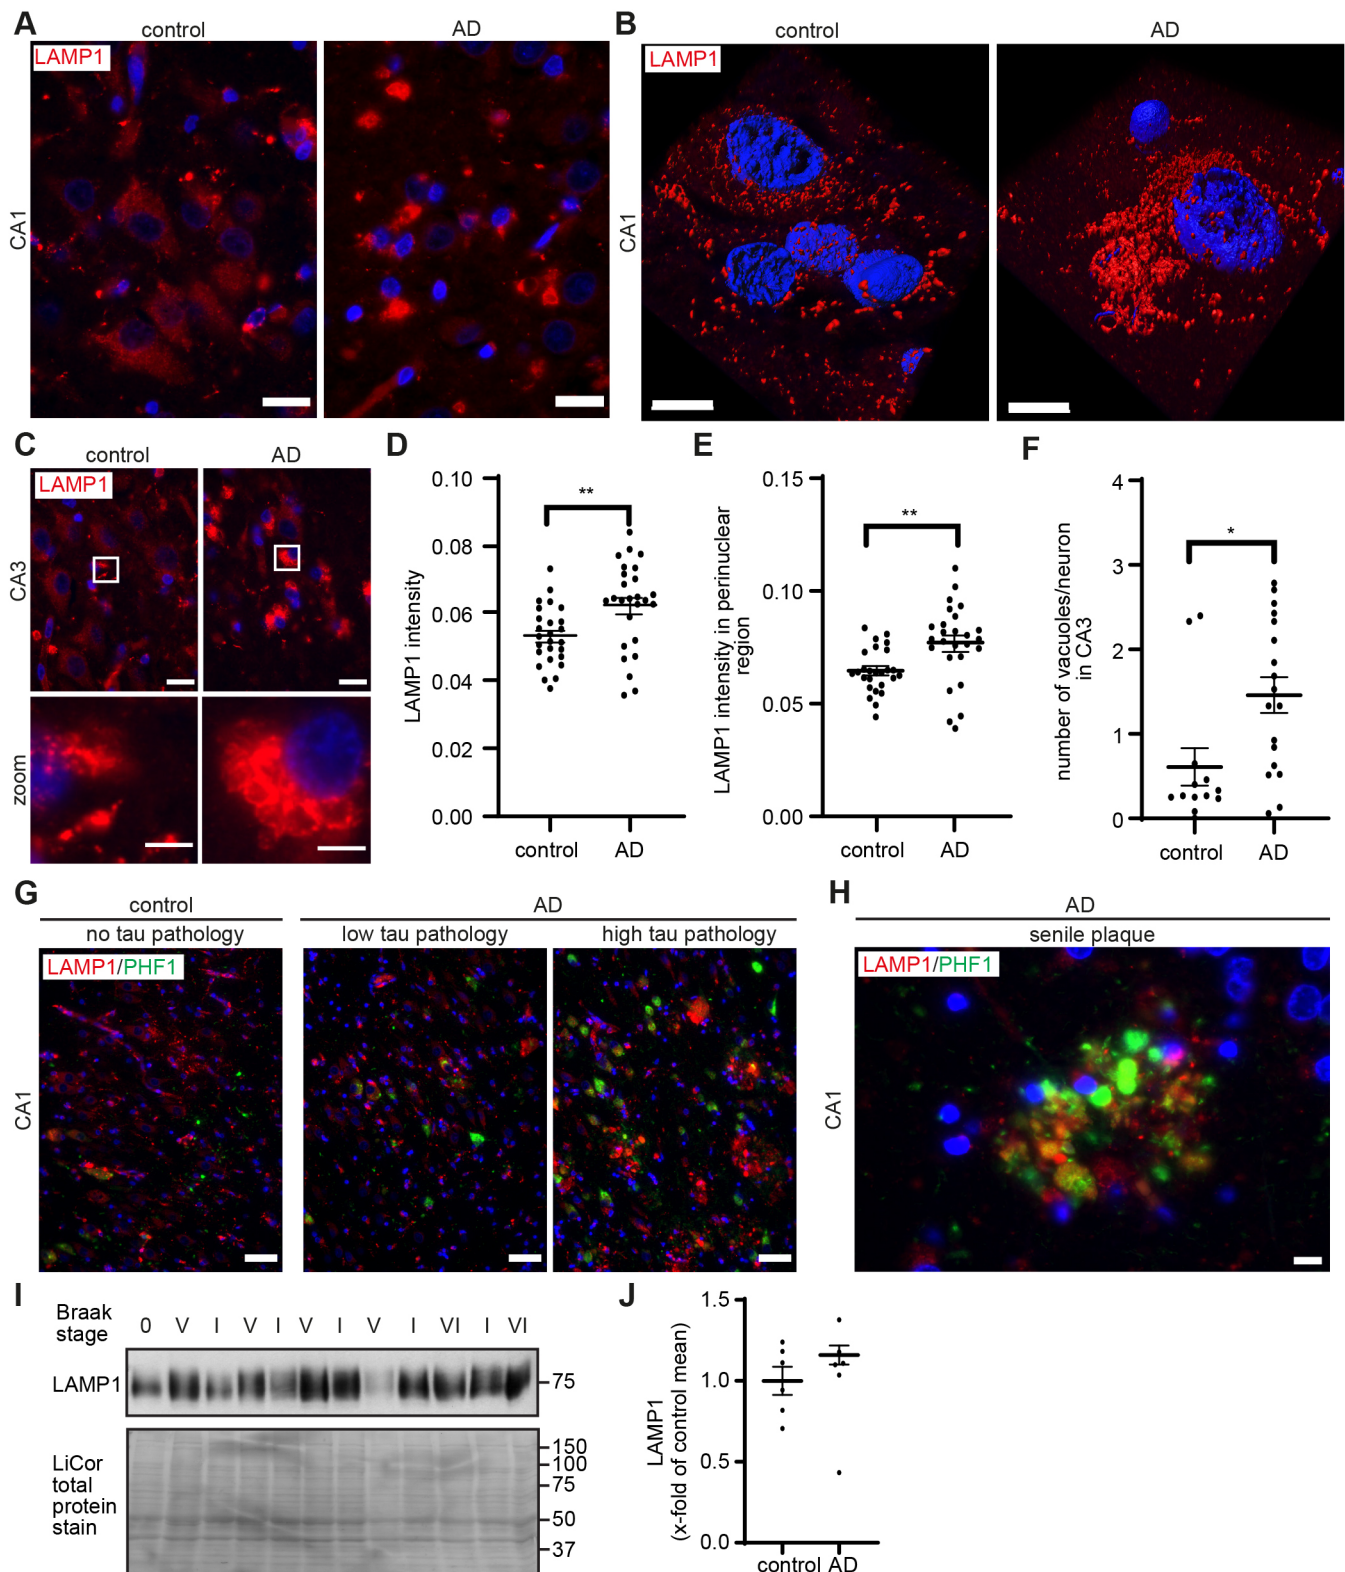 A
control
AD
LAMP1
CA1
B
control
AD
LAMP1
CA1
C
control
AD
LAMP1
CA3
zoom
D
0.10
0.08
0.06
0.04
0.02
0.00
LAMP1 intensity
**
control
AD
E
0.15
0.10
0.05
0.00
LAMP1 intensity in perinuclear
region
**
control
AD
F
4
3
2
1
0
number of vacuoles/neuron
in CA3
*
control
AD
G
control
AD
no tau pathology
low tau pathology
high tau pathology
LAMP1/PHF1
CA1
H
AD
senile plaque
LAMP1/PHF1
CA1
I
Braak
stage
0 V I V I V I V I VI I VI
LAMP1
75
LiCor
total
protein
stain
150
100
75
50
37
J
1.5
1.0
0.5
0.0
LAMP1
(x-fold of control mean)
control AD